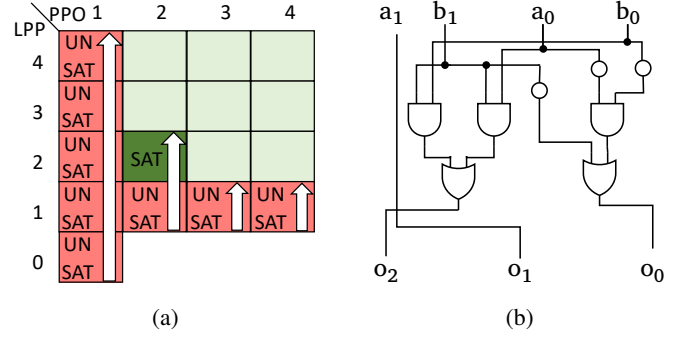 PPO 1 2 3 4
LPP
4 UN
SAT
3 UN
SAT
2 UN
SAT SAT
1 UN UN UN UN
SAT SAT SAT SAT
0 UN
SAT
(a)
a1 b1 a0 b0
o2 o1 o0
(b)